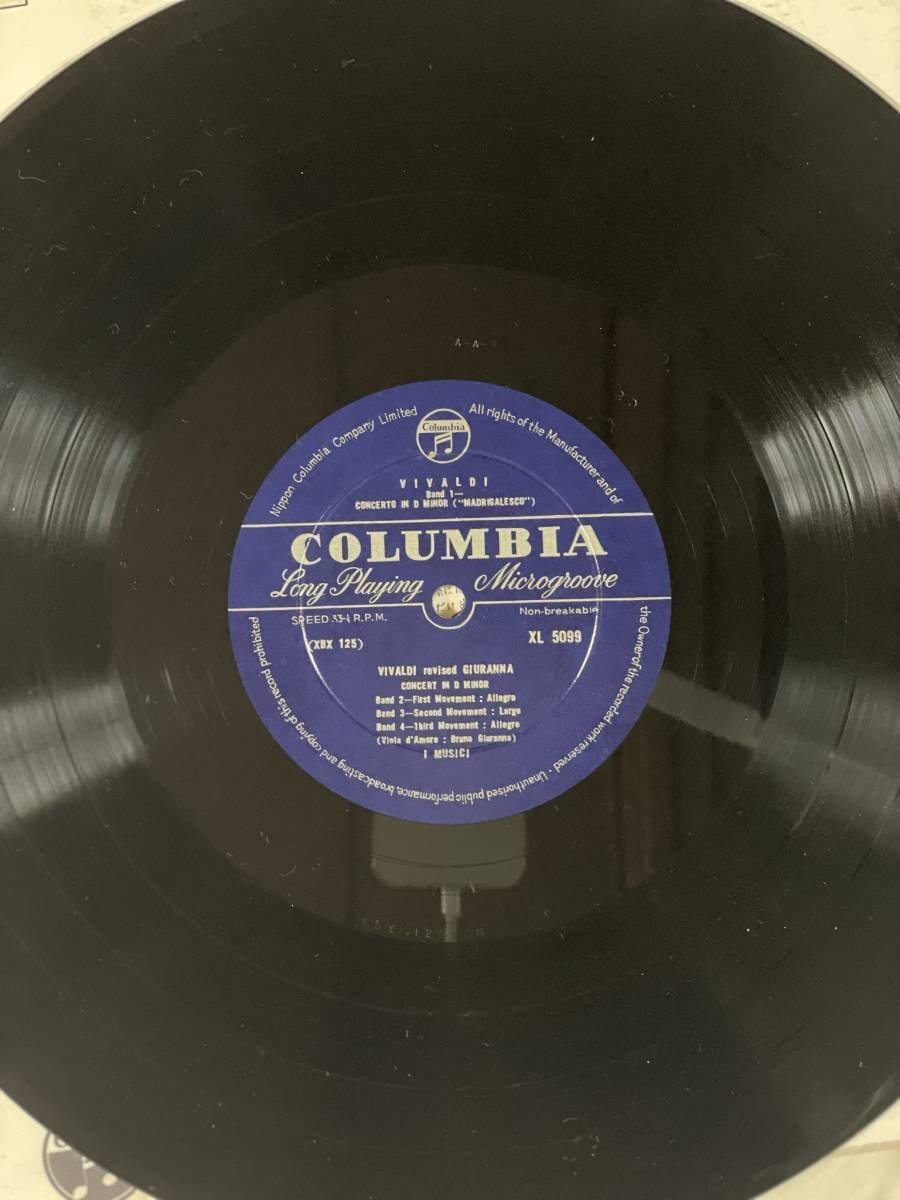 Nippon Columbia Company Limited
All rights of the Manufacturer and of
the Owner of the recorded work reserved - Unauthorised public performance, broadcasting and copying of this record prohibited
Columbia
VIVALDI
Band 1—
CONCERTO IN D MINOR ("MADRIGALESCO")
COLUMBIA
Long Playing Microgroove
SPEED 33⅓ R.P.M.
Non-breakable
(XBX 125)
XL 5099
VIVALDI revised GIURANNA
CONCERT IN D MINOR
Band 2—First Movement : Allegro
Band 3—Second Movement : Largo
Band 4—Third Movement : Allegro
(Viola d'Amore : Bruno Giuranna)
I MUSICI